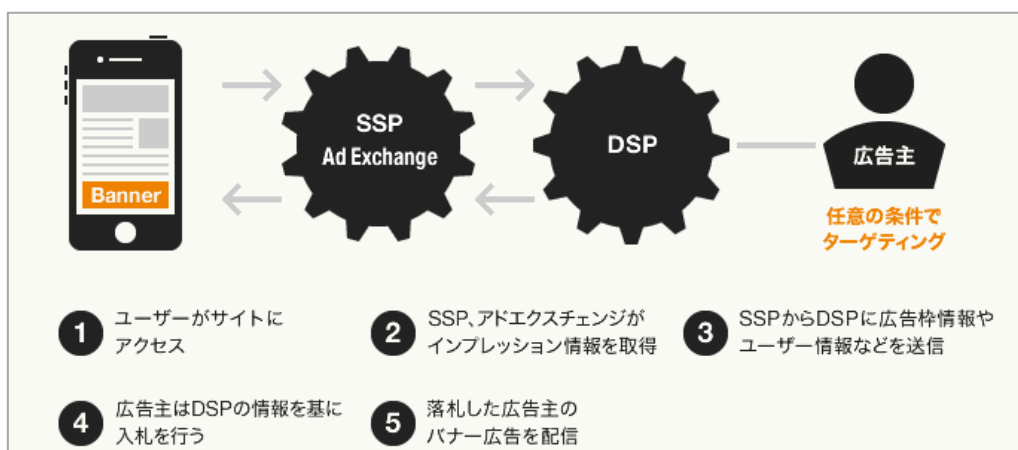 Banner
SSP
Ad Exchange
DSP
広告主
任意の条件で
ターゲティング
1 ユーザーがサイトに
アクセス
2 SSP、アドエクスチェンジが
インプレッション情報を取得
3 SSPからDSPに広告枠情報や
ユーザー情報などを送信
4 広告主はDSPの情報を基に
入札を行う
5 落札した広告主の
バナー広告を配信